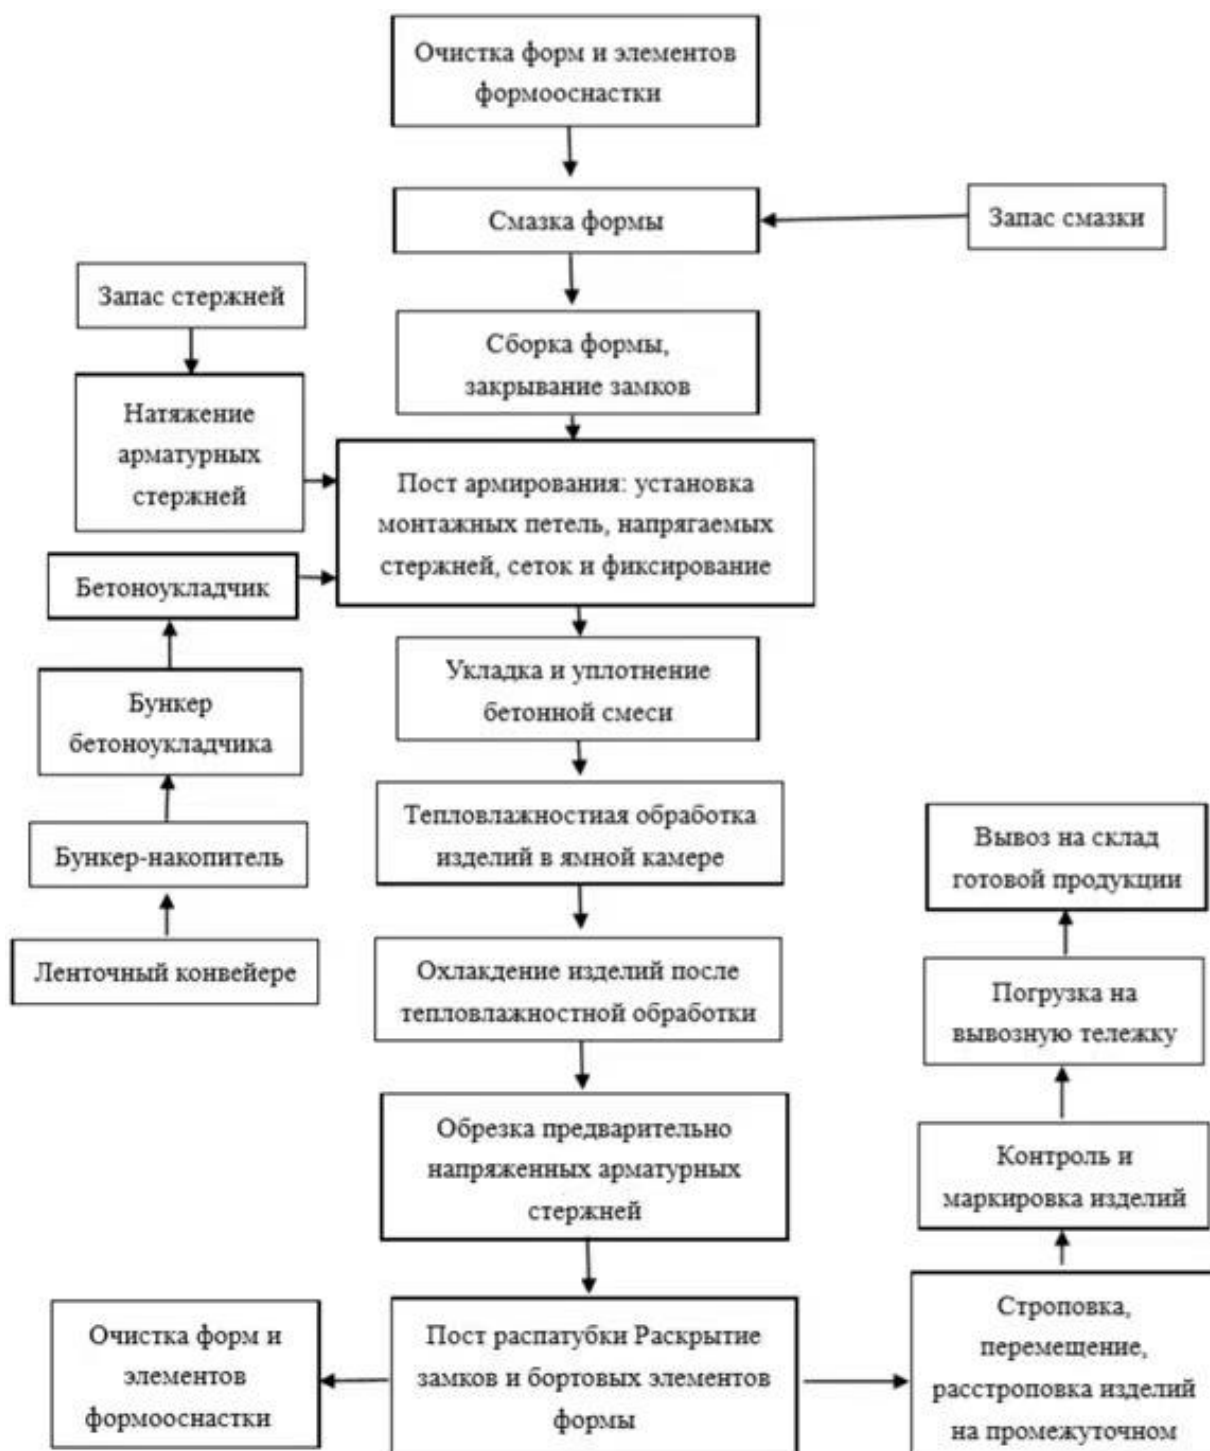 Очистка форм и элементов
формооснастки
Смазка формы
Запас смазки
Запас стержней
Сборка формы,
закрывание замков
Натяжение
арматурных
стержней
Пост армирования: установка
монтажных петель, напрягаемых
стержней, сеток и фиксирование
Бетоноукладчик
Укладка и уплотнение
бетонной смеси
Бункер
бетоноукладчика
Тепловлажностиая обработка
изделий в ямной камере
Бункер-накопитель
Вывоз на склад
готовой продукции
Ленточный конвейере
Охлакдение изделий после
тепловлажностной обработки
Погрузка на
вывозную тележку
Обрезка предварительно
напряженных арматурных
стержней
Контроль и
маркировка изделий
Очистка форм и
элементов
формооснастки
Пост распатубки Раскрытие
замков и бортовых элементов
формы
Строповка,
перемещение,
расстроповка изделий
на промежуточном